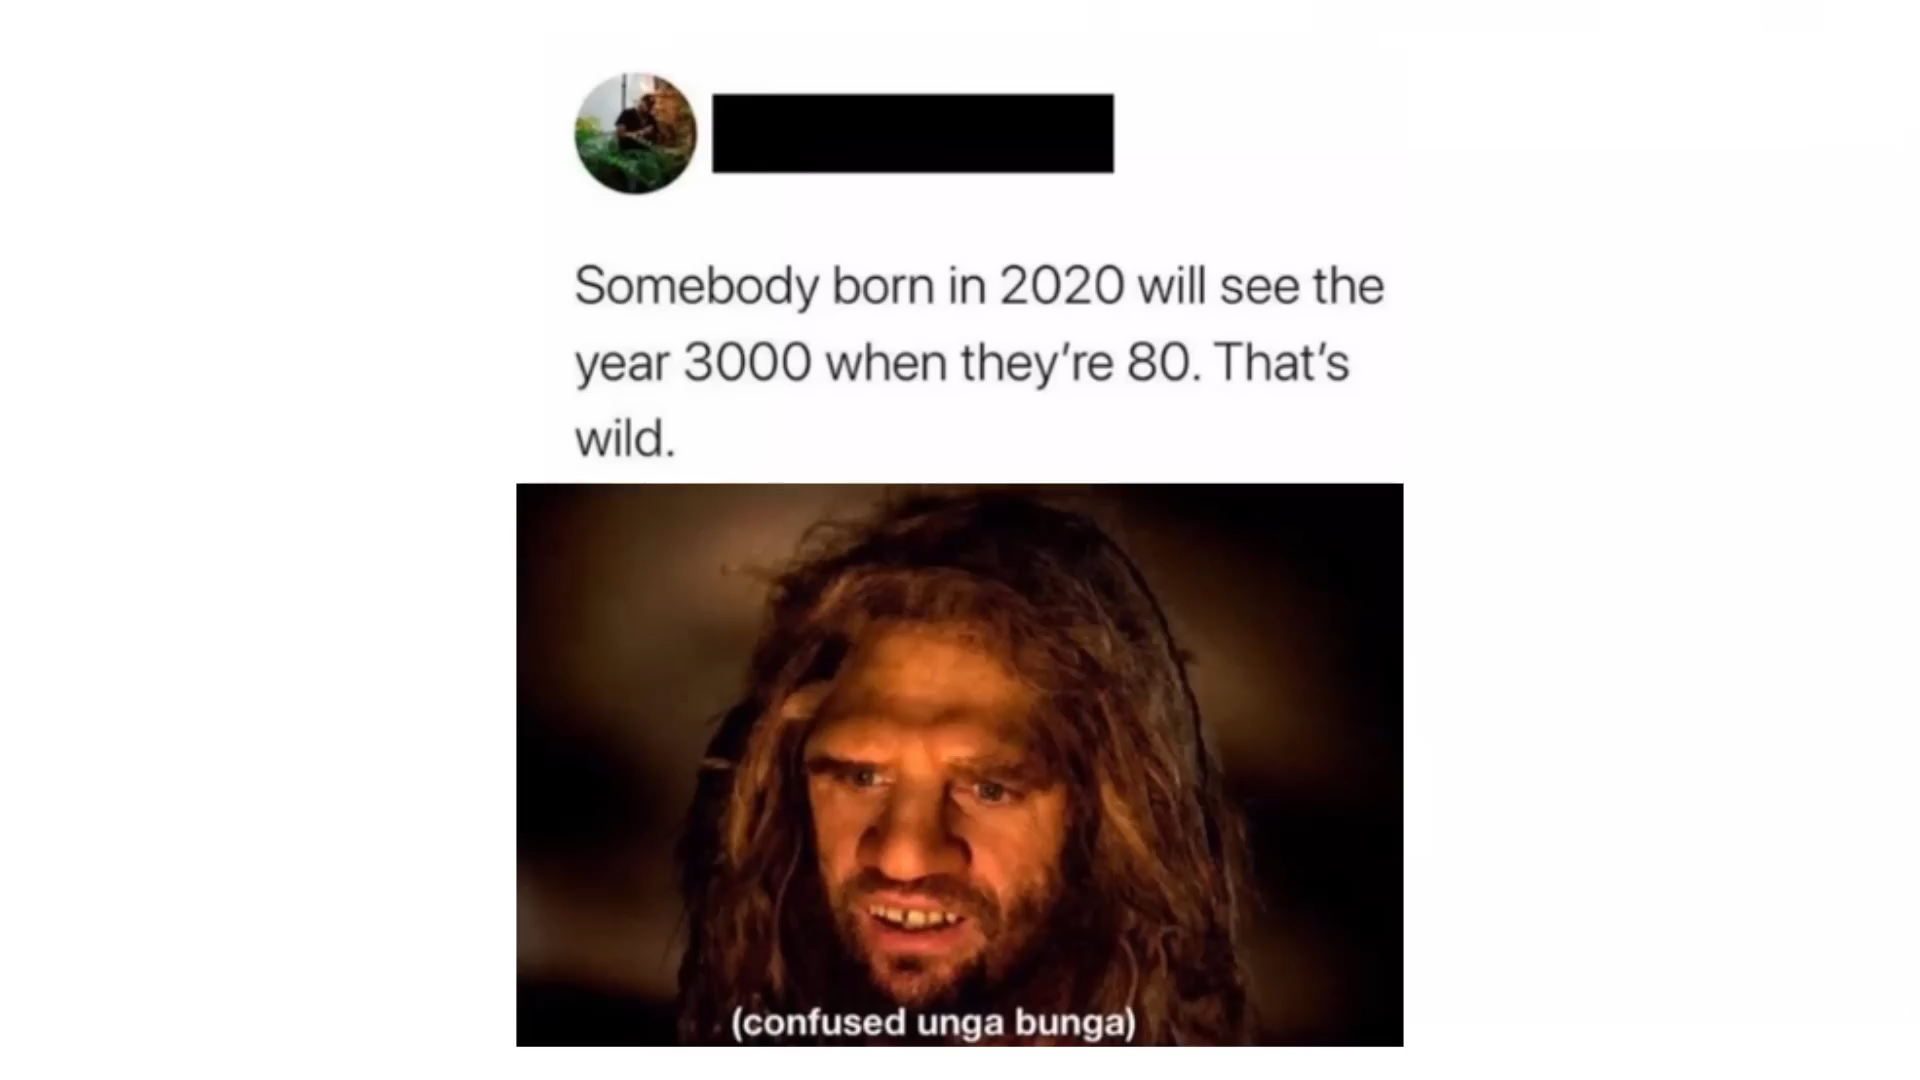 Somebody born in 2020 will see the
year 3000 when they’re 80. That’s
wild.
(confused unga bunga)